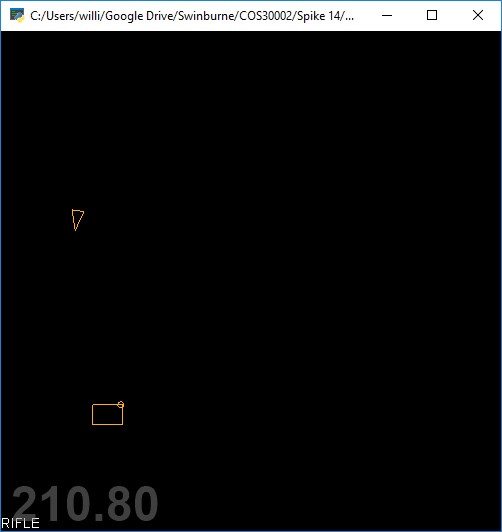 C:/Users/willi/Google Drive/Swinburne/COS30002/Spike 14/...
210.80
RIFLE